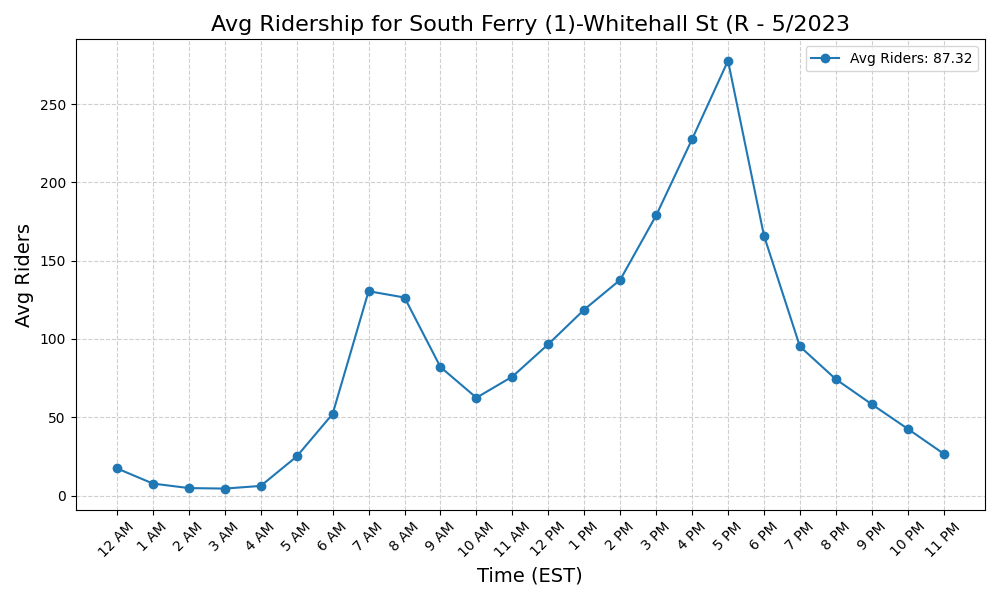 Avg Ridership for South Ferry (1)-Whitehall St (R - 5/2023
Avg Riders: 87.32
Avg Riders
250
200
150
100
50
0
12 AM
1 AM
2 AM
3 AM
4 AM
5 AM
6 AM
7 AM
8 AM
9 AM
10 AM
11 AM
12 PM
1 PM
2 PM
3 PM
4 PM
5 PM
6 PM
7 PM
8 PM
9 PM
10 PM
11 PM
Time (EST)